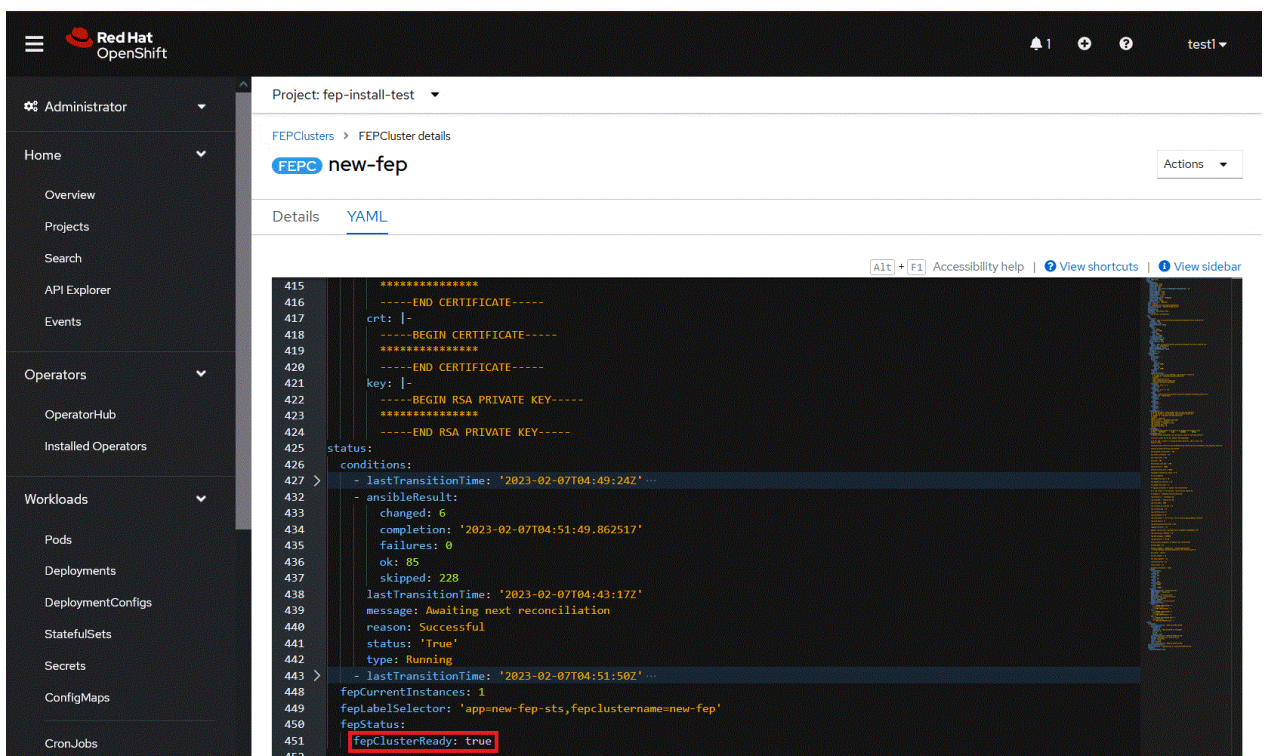 Red Hat
OpenShift
1
test1
Administrator
Home
Overview
Projects
Search
API Explorer
Events
Operators
OperatorHub
Installed Operators
Workloads
Pods
Deployments
DeploymentConfigs
StatefulSets
Secrets
ConfigMaps
CronJobs
Project: fep-install-test
FEPClusters > FEPCluster details
FEPC new-fep
Actions
Details YAML
Alt + F1 Accessibility help | View shortcuts | View sidebar
415 ***************
416 -----END CERTIFICATE-----
417 crt: |-
418 -----BEGIN CERTIFICATE-----
419 ***************
420 -----END CERTIFICATE-----
421 key: |-
422 -----BEGIN RSA PRIVATE KEY-----
423 ***************
424 -----END RSA PRIVATE KEY-----
425 status:
426 conditions:
427 > - lastTransitionTime: '2023-02-07T04:49:24Z' ...
432 - ansibleResult:
433 changed: 6
434 completion: '2023-02-07T04:51:49.862517'
435 failures: 0
436 ok: 85
437 skipped: 228
438 lastTransitionTime: '2023-02-07T04:43:17Z'
439 message: Awaiting next reconciliation
440 reason: Successful
441 status: 'True'
442 type: Running
443 > - lastTransitionTime: '2023-02-07T04:51:50Z' ...
448 fepCurrentInstances: 1
449 fepLabelSelector: 'app=new-fep-sts,fepclustername=new-fep'
450 fepStatus:
451 fepClusterReady: true